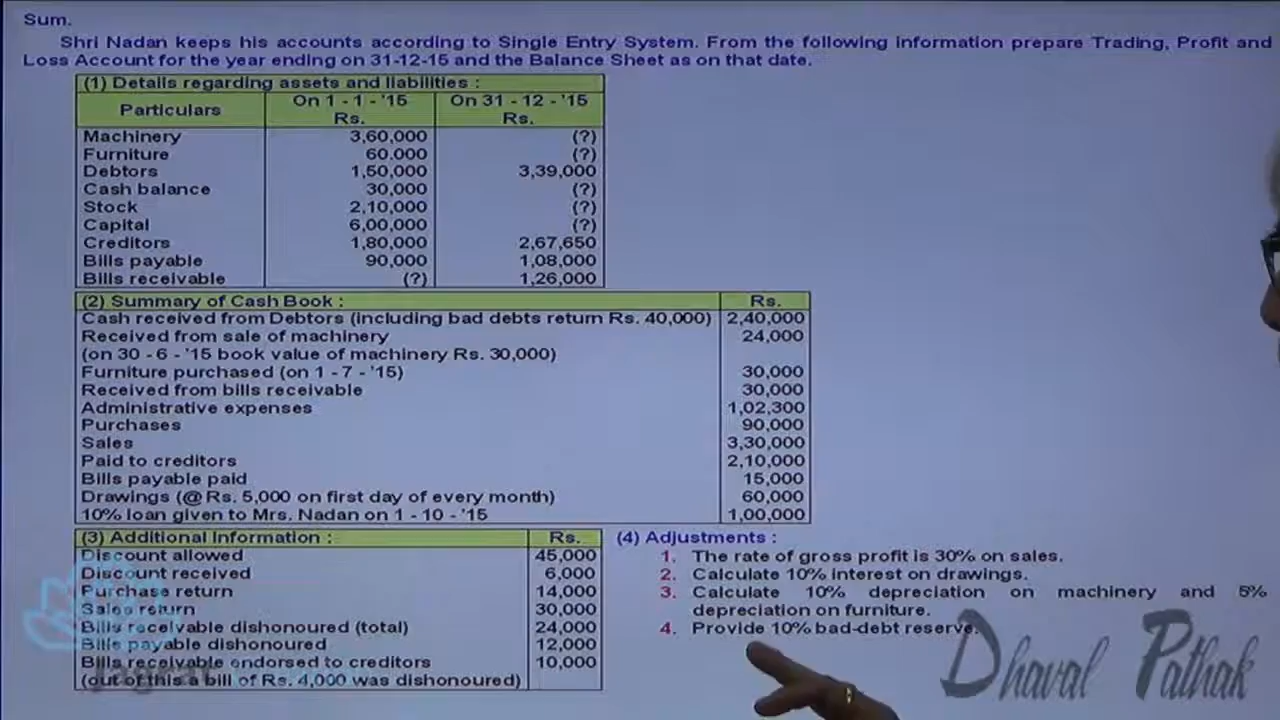 Sum.
Shri Nadan keeps his accounts according to Single Entry System. From the following information prepare Trading, Profit and
Loss Account for the year ending on 31-12-15 and the Balance Sheet as on that date.
(1) Details regarding assets and liabilities :
Particulars On 1 - 1 - '15 Rs. On 31 - 12 - '15 Rs.
Machinery 3,60,000 (?)
Furniture 60.000 (?)
Debtors 1,50,000 3,39,000
Cash balance 30,000 (?)
Stock 2,10,000 (?)
Capital 6,00,000 (?)
Creditors 1,80,000 2,67,650
Bills payable 90,000 1,08,000
Bills receivable (?) 1,26,000
(2) Summary of Cash Book : Rs.
Cash received from Debtors (including bad debts return Rs. 40,000) 2,40,000
Received from sale of machinery 24,000
(on 30 - 6 - '15 book value of machinery Rs. 30,000)
Furniture purchased (on 1 - 7 - '15) 30,000
Received from bills receivable 30,000
Administrative expenses 1,02,300
Purchases 90,000
Sales 3,30,000
Paid to creditors 2,10,000
Bills payable paid 15,000
Drawings (@ Rs. 5,000 on first day of every month) 60,000
10% loan given to Mrs. Nadan on 1 - 10 - '15 1,00,000
(3) Additional Information : Rs.
Discount allowed 45,000
Discount received 6,000
Purchase return 14,000
Sales return 30,000
Bills receivable dishonoured (total) 24,000
Bills payable dishonoured 12,000
Bills receivable endorsed to creditors 10,000
(out of this a bill of Rs. 4,000 was dishonoured)
(4) Adjustments :
1. The rate of gross profit is 30% on sales.
2. Calculate 10% interest on drawings.
3. Calculate 10% depreciation on machinery and 5%
depreciation on furniture.
4. Provide 10% bad-debt reserve.
Dhaval Pathak